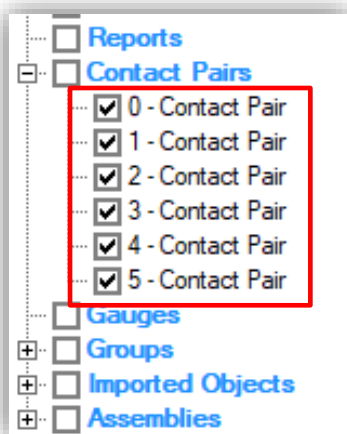 Reports
Contact Pairs
0 - Contact Pair
1 - Contact Pair
2 - Contact Pair
3 - Contact Pair
4 - Contact Pair
5 - Contact Pair
Gauges
Groups
Imported Objects
Assemblies